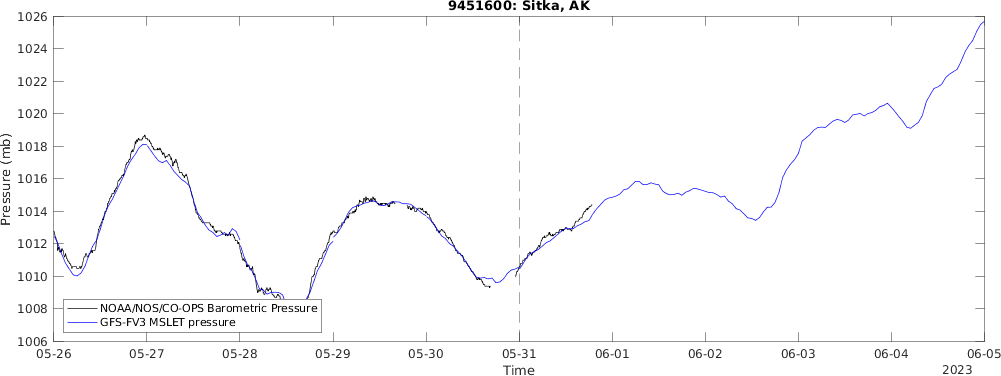 9451600: Sitka, AK
Pressure (mb)
1026
1024
1022
1020
1018
1016
1014
1012
1010
1008
1006
NOAA/NOS/CO-OPS Barometric Pressure
GFS-FV3 MSLET pressure
05-26 05-27 05-28 05-29 05-30 05-31 06-01 06-02 06-03 06-04 06-05
Time
2023